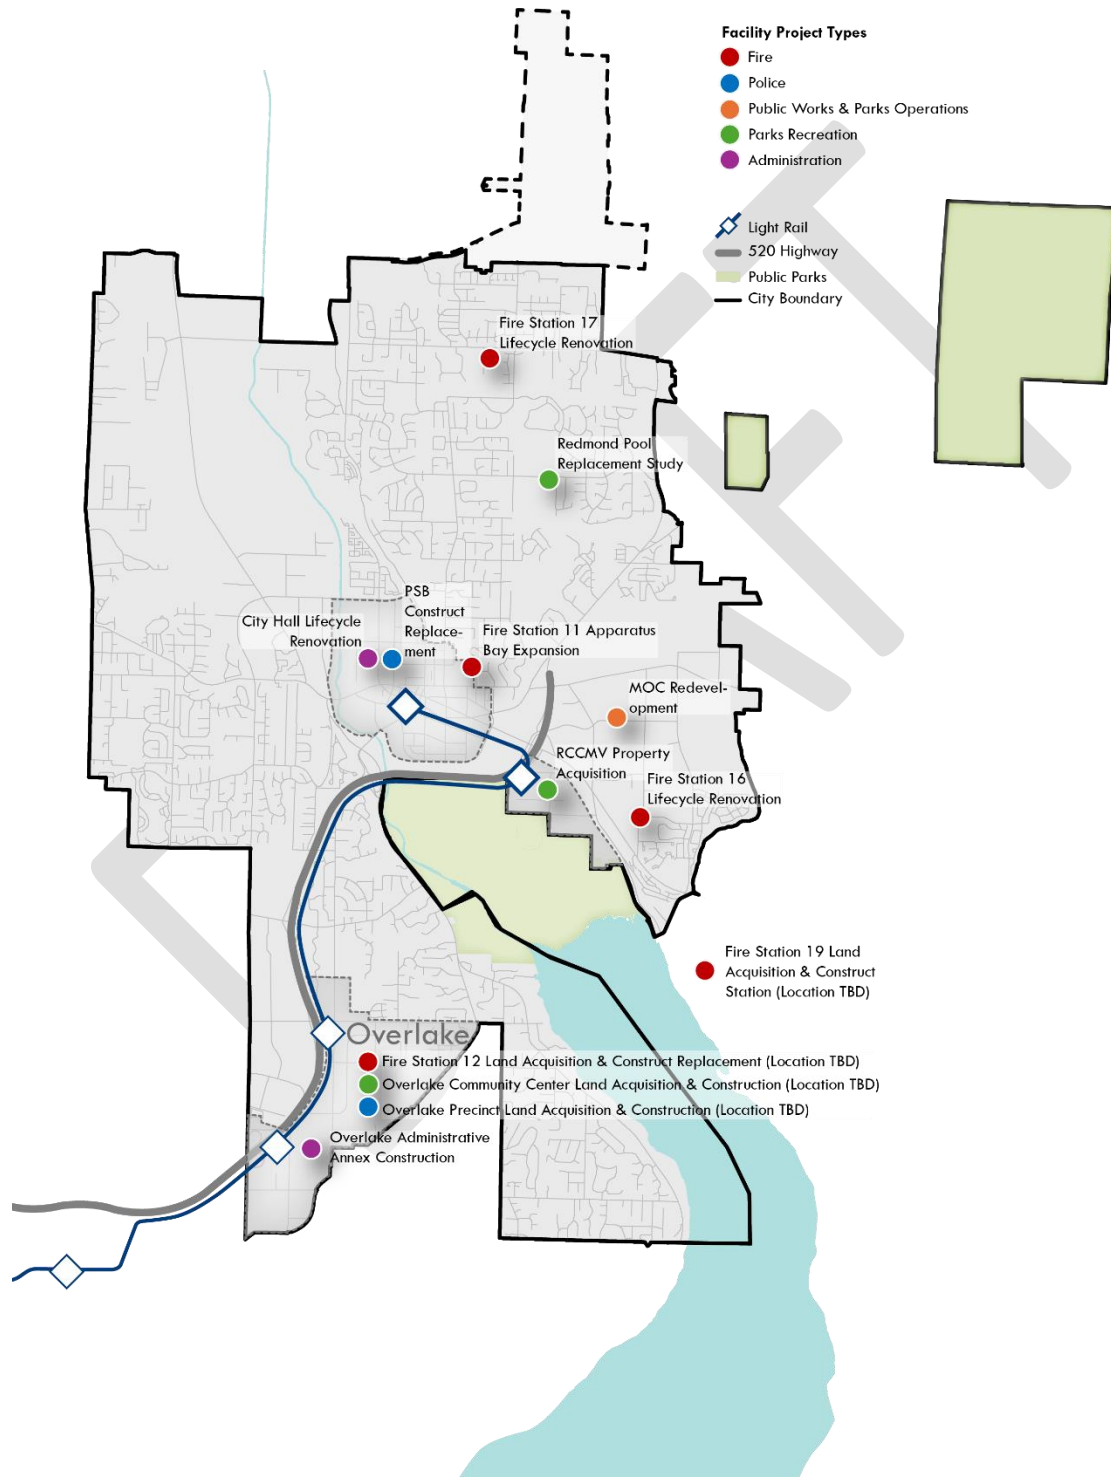 Facility Project Types
Fire
Police
Public Works & Parks Operations
Parks Recreation
Administration
Light Rail
520 Highway
Public Parks
City Boundary
Fire Station 17
Lifecycle Renovation
Redmond Pool
Replacement Study
PSB
Construct
Replace-
ment
City Hall Lifecycle
Renovation
Fire Station 11 Apparatus
Bay Expansion
MOC Redevel-
opment
RCCMV Property
Acquisition
Fire Station 16
Lifecycle Renovation
Fire Station 19 Land
Acquisition & Construct
Station (Location TBD)
Overlake
Fire Station 12 Land Acquisition & Construct Replacement (Location TBD)
Overlake Community Center Land Acquisition & Construction (Location TBD)
Overlake Precinct Land Acquisition & Construction (Location TBD)
Overlake Administrative
Annex Construction
DRAFT